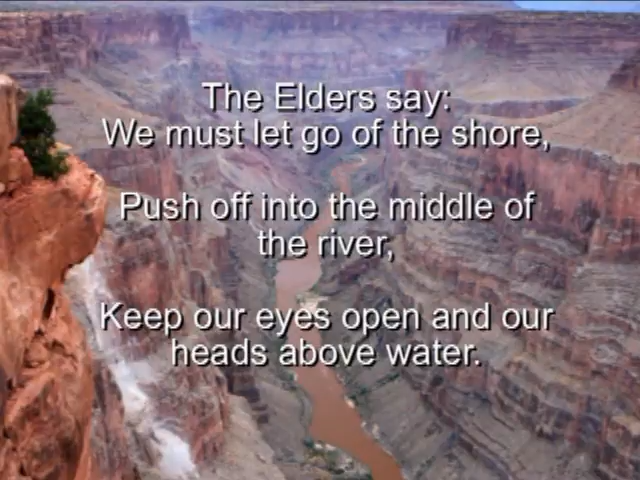 The Elders say:
We must let go of the shore,
Push off into the middle of
the river,
Keep our eyes open and our
heads above water.